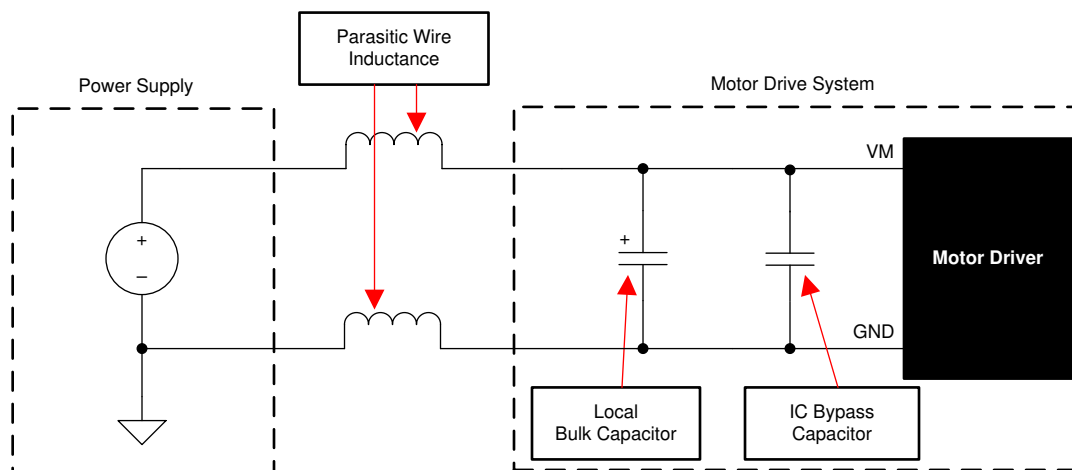 Parasitic Wire
Inductance
Power Supply
Motor Drive System
VM
+
–
+
Motor Driver
GND
Local
Bulk Capacitor
IC Bypass
Capacitor